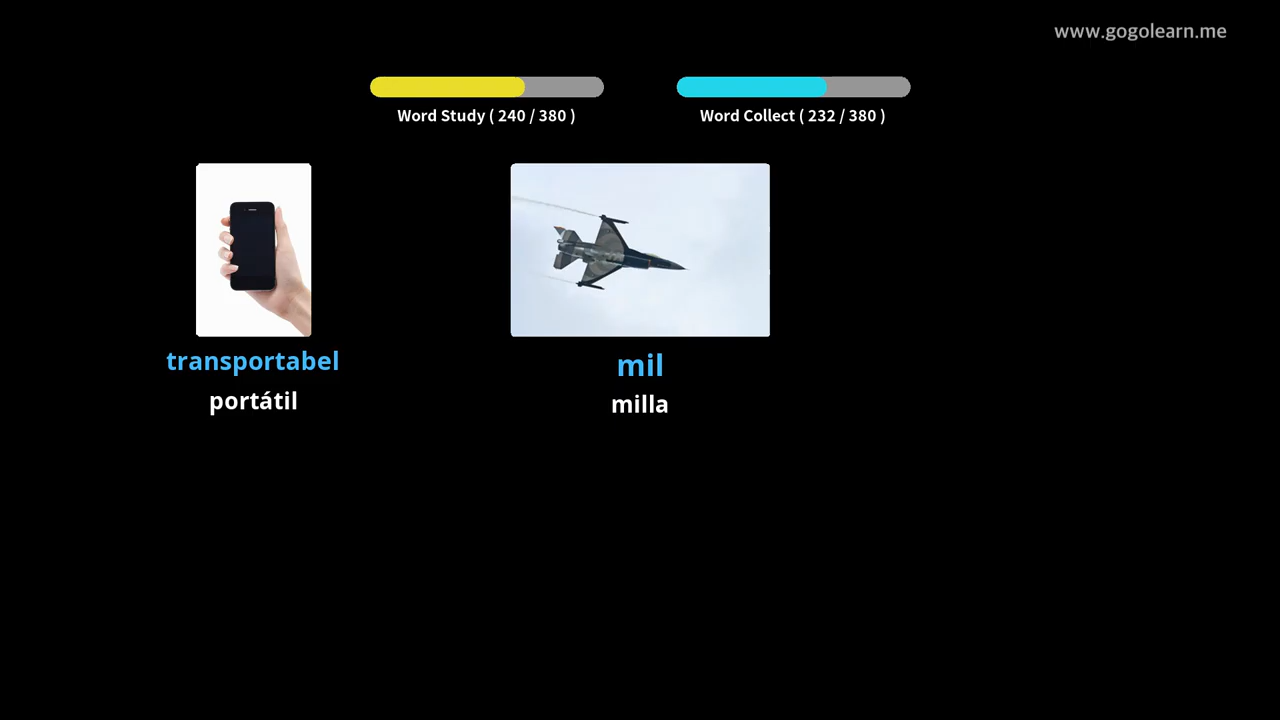 www.gogolearn.me
Word Study ( 240 / 380 )
Word Collect ( 232 / 380 )
transportabel
portátil
mil
milla